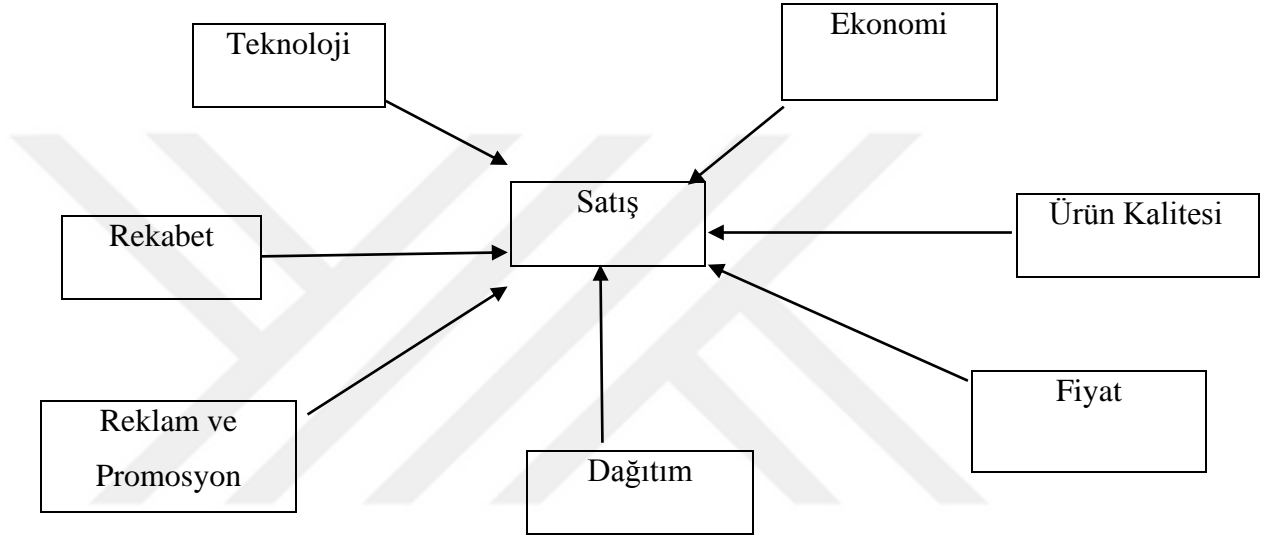 Ekonomi
Teknoloji
Satış
Ürün Kalitesi
Rekabet
Fiyat
Reklam ve
Promosyon
Dağıtım